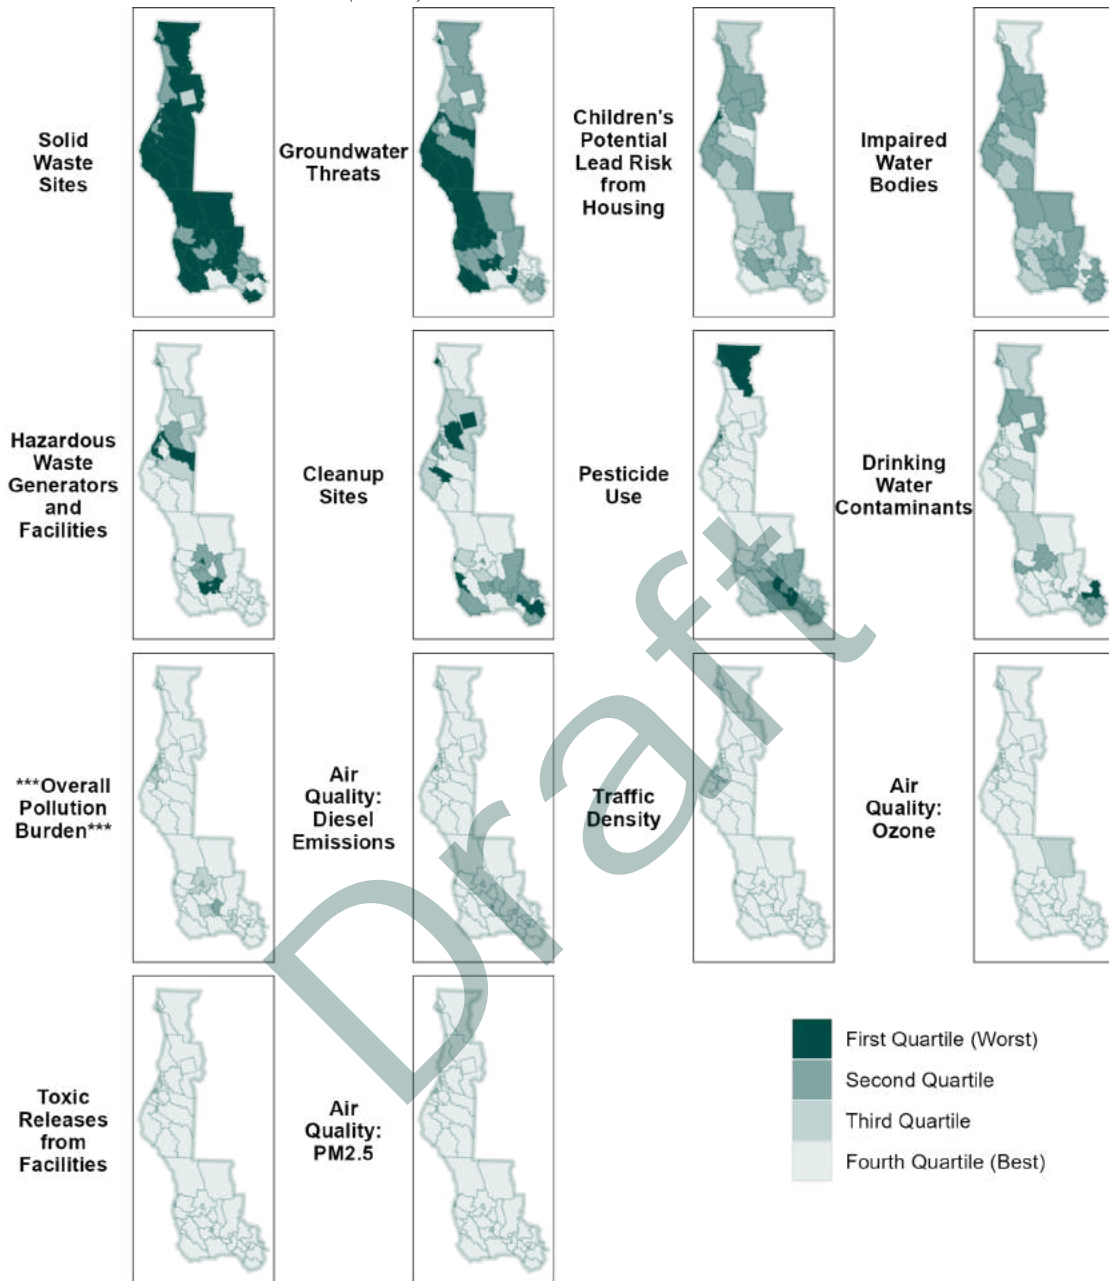 Solid
Waste
Sites
Groundwater
Threats
Children's
Potential
Lead Risk
from
Housing
Impaired
Water
Bodies
Hazardous
Waste
Generators
and
Facilities
Cleanup
Sites
Pesticide
Use
Drinking
Water
Contaminants
***Overall
Pollution
Burden***
Air
Quality:
Diesel
Emissions
Traffic
Density
Air
Quality:
Ozone
Toxic
Releases
from
Facilities
Air
Quality:
PM2.5
First Quartile (Worst)
Second Quartile
Third Quartile
Fourth Quartile (Best)
Draft